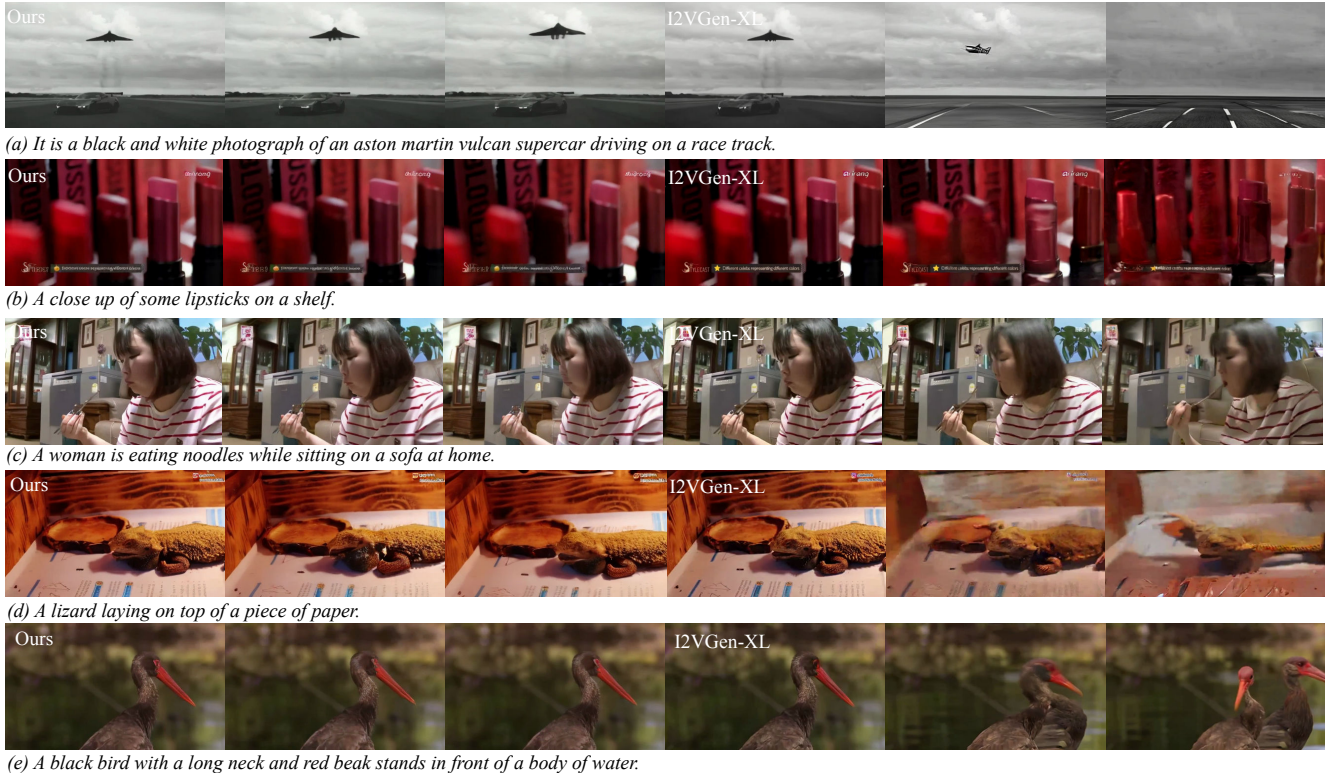 Ours
I2VGen-XL
(a) It is a black and white photograph of an aston martin vulcan supercar driving on a race track.
Ours
I2VGen-XL
(b) A close up of some lipsticks on a shelf.
Ours
I2VGen-XL
(c) A woman is eating noodles while sitting on a sofa at home.
Ours
I2VGen-XL
(d) A lizard laying on top of a piece of paper.
Ours
I2VGen-XL
(e) A black bird with a long neck and red beak stands in front of a body of water.